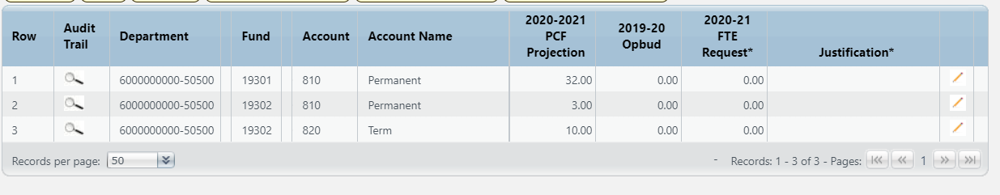 Row Audit Trail Department Fund Account Account Name 2020-2021 PCF Projection 2019-20 Opbud 2020-21 FTE Request* Justification*
1 6000000000-50500 19301 810 Permanent 32.00 0.00 0.00
2 6000000000-50500 19302 810 Permanent 3.00 0.00 0.00
3 6000000000-50500 19302 820 Term 10.00 0.00 0.00
Records per page: 50 - Records: 1 - 3 of 3 - Pages: 1